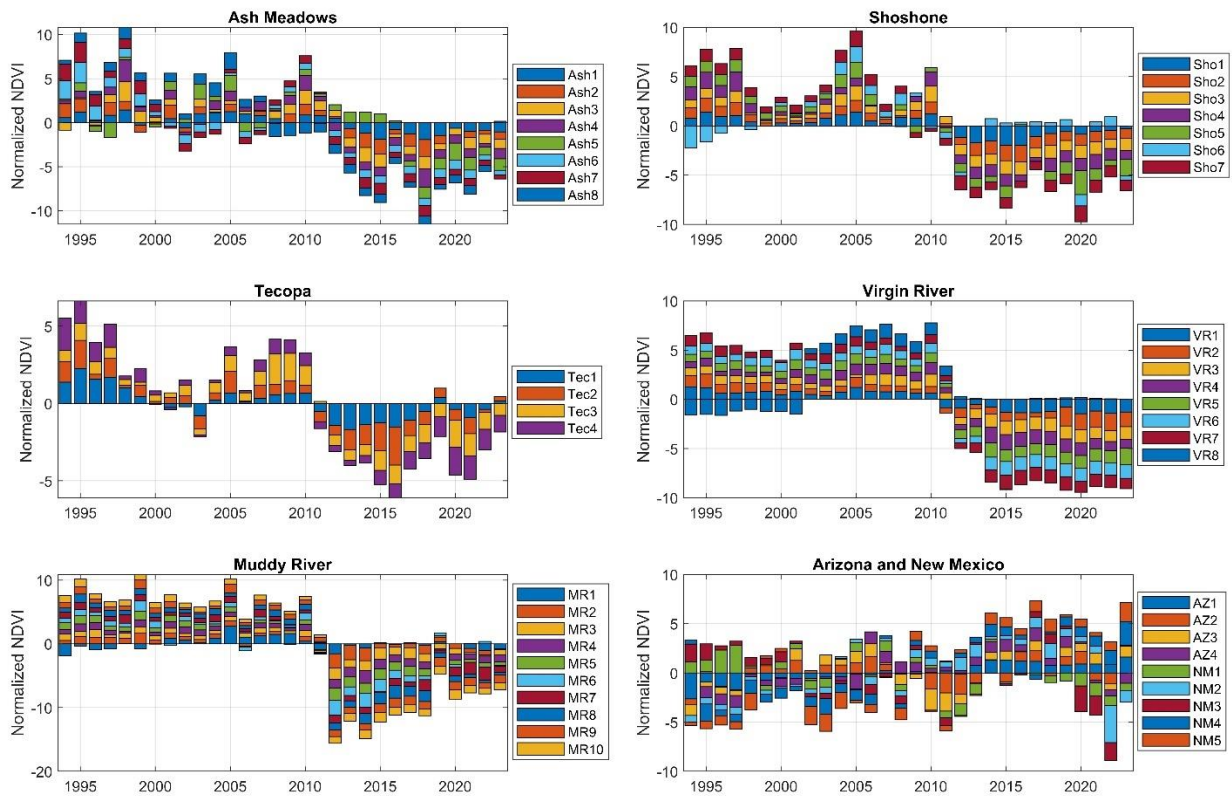 Ash Meadows
Normalized NDVI
10
5
0
-5
-10
1995 2000 2005 2010 2015 2020
Ash1
Ash2
Ash3
Ash4
Ash5
Ash6
Ash7
Ash8
Shoshone
Normalized NDVI
10
5
0
-5
-10
1995 2000 2005 2010 2015 2020
Sho1
Sho2
Sho3
Sho4
Sho5
Sho6
Sho7
Tecopa
Normalized NDVI
5
0
-5
1995 2000 2005 2010 2015 2020
Tec1
Tec2
Tec3
Tec4
Virgin River
Normalized NDVI
10
5
0
-5
-10
1995 2000 2005 2010 2015 2020
VR1
VR2
VR3
VR4
VR5
VR6
VR7
VR8
Muddy River
Normalized NDVI
10
0
-10
-20
1995 2000 2005 2010 2015 2020
MR1
MR2
MR3
MR4
MR5
MR6
MR7
MR8
MR9
MR10
Arizona and New Mexico
Normalized NDVI
10
5
0
-5
-10
1995 2000 2005 2010 2015 2020
AZ1
AZ2
AZ3
AZ4
NM1
NM2
NM3
NM4
NM5